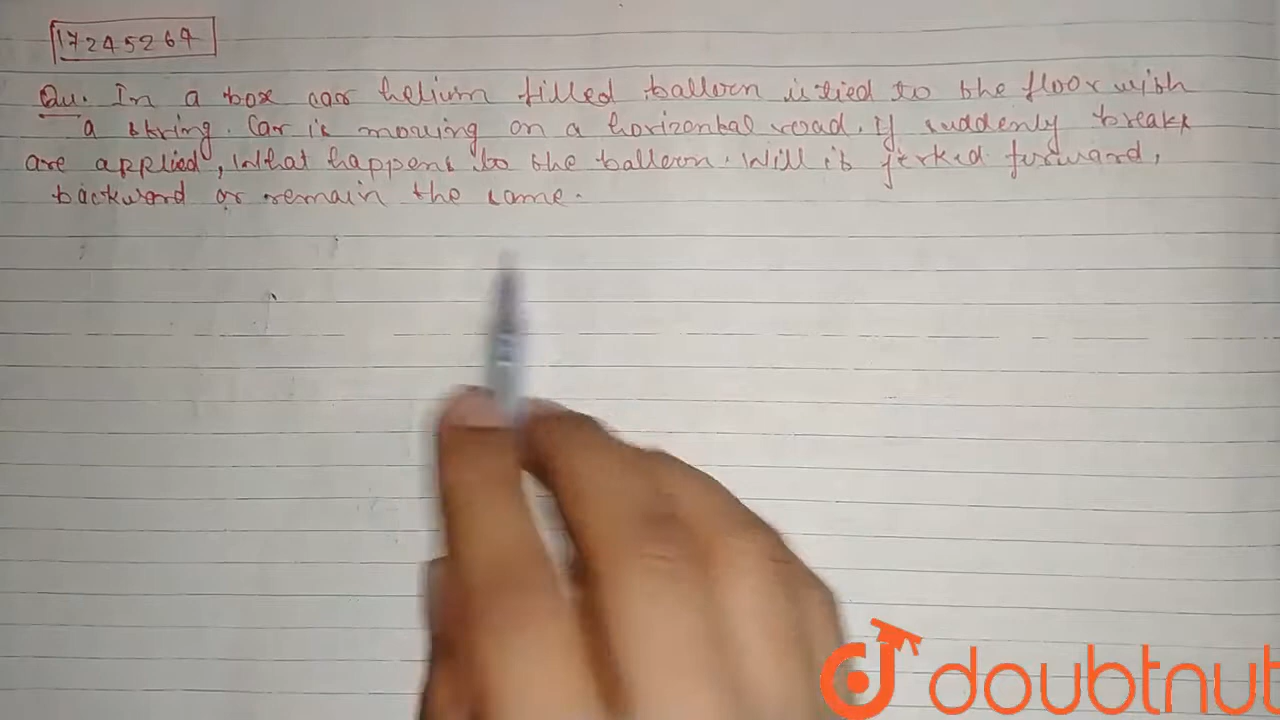 17245264
Qu. In a box car helium filled balloon is tied to the floor with
a string. Car is moving on a horizontal road. If suddenly breaks
are applied, What happens to the balloon. Will it jerked forward,
backword or remain the same.
doubtnut